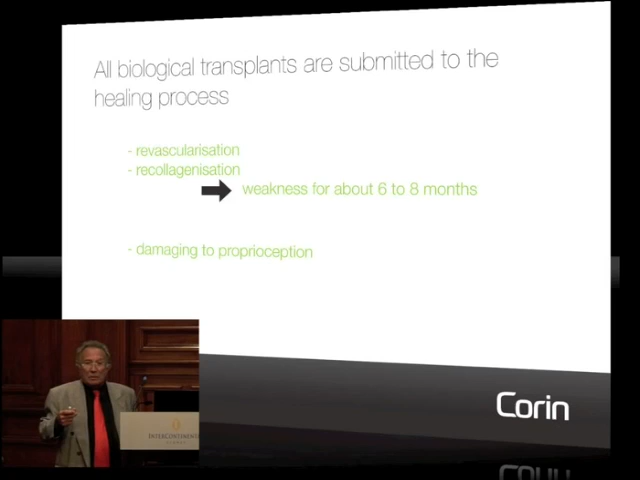 All biological transplants are submitted to the
healing process
- revascularisation
- recollagenisation
weakness for about 6 to 8 months
- damaging to proprioception
Corin
INTERCONTINENTAL